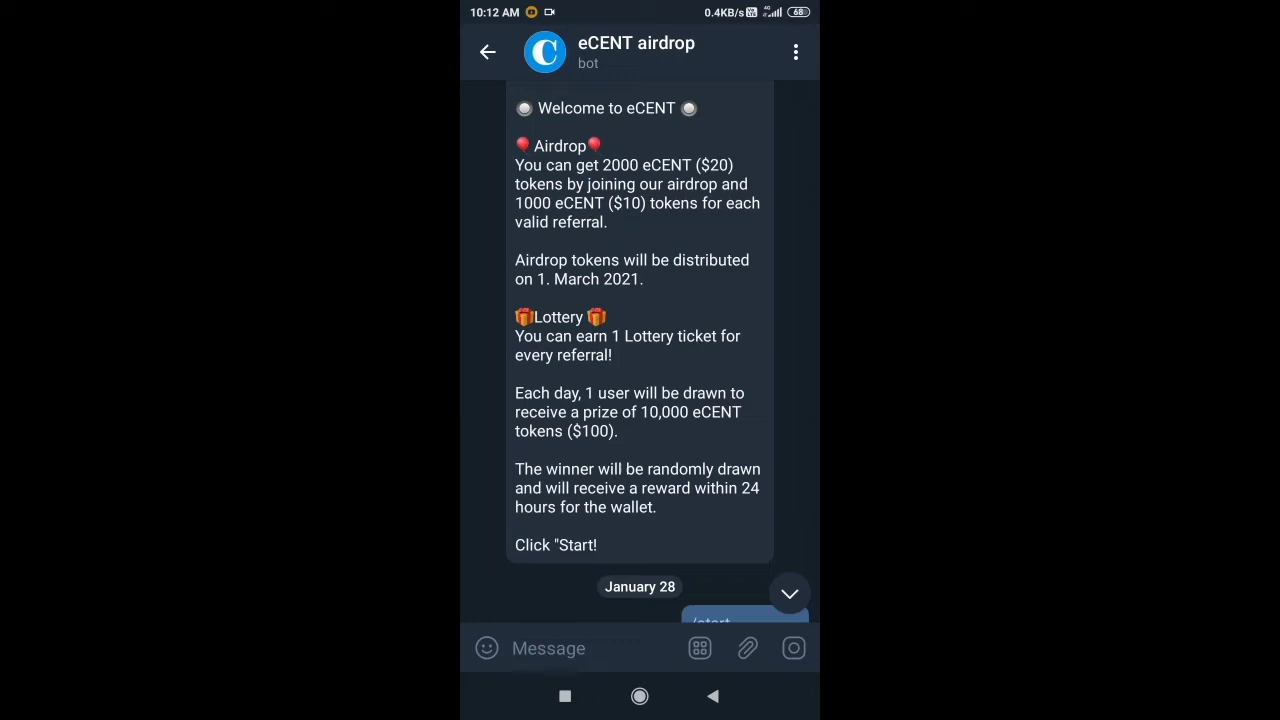 10:12 AM
0.4KB/s
4G
68
eCENT airdrop
bot
Welcome to eCENT
Airdrop
You can get 2000 eCENT ($20)
tokens by joining our airdrop and
1000 eCENT ($10) tokens for each
valid referral.
Airdrop tokens will be distributed
on 1. March 2021.
Lottery
You can earn 1 Lottery ticket for
every referral!
Each day, 1 user will be drawn to
receive a prize of 10,000 eCENT
tokens ($100).
The winner will be randomly drawn
and will receive a reward within 24
hours for the wallet.
Click "Start!
January 28
/start
Message